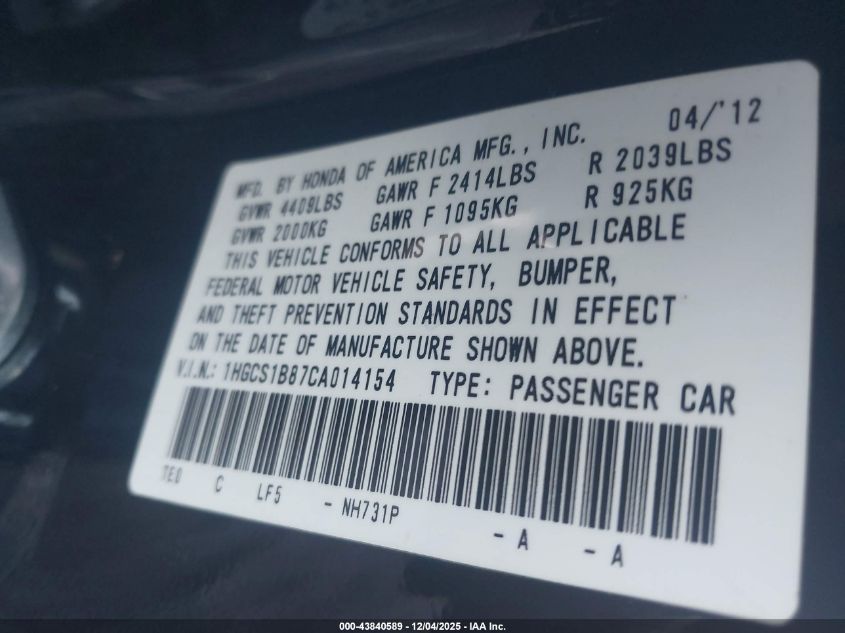 04/'12
MFD. BY HONDA OF AMERICA MFG., INC.
GVWR 4409LBS GAWR F 2414LBS R 2039LBS
GVWR 2000KG GAWR F 1095KG R 925KG
THIS VEHICLE CONFORMS TO ALL APPLICABLE
FEDERAL MOTOR VEHICLE SAFETY, BUMPER,
AND THEFT PREVENTION STANDARDS IN EFFECT
ON THE DATE OF MANUFACTURE SHOWN ABOVE.
V.I.N.: 1HGCS1B87CA014154 TYPE: PASSENGER CAR
TE0 C LF5 - NH731P - A - A
000-43840589 - 12/04/2025 - IAA Inc.